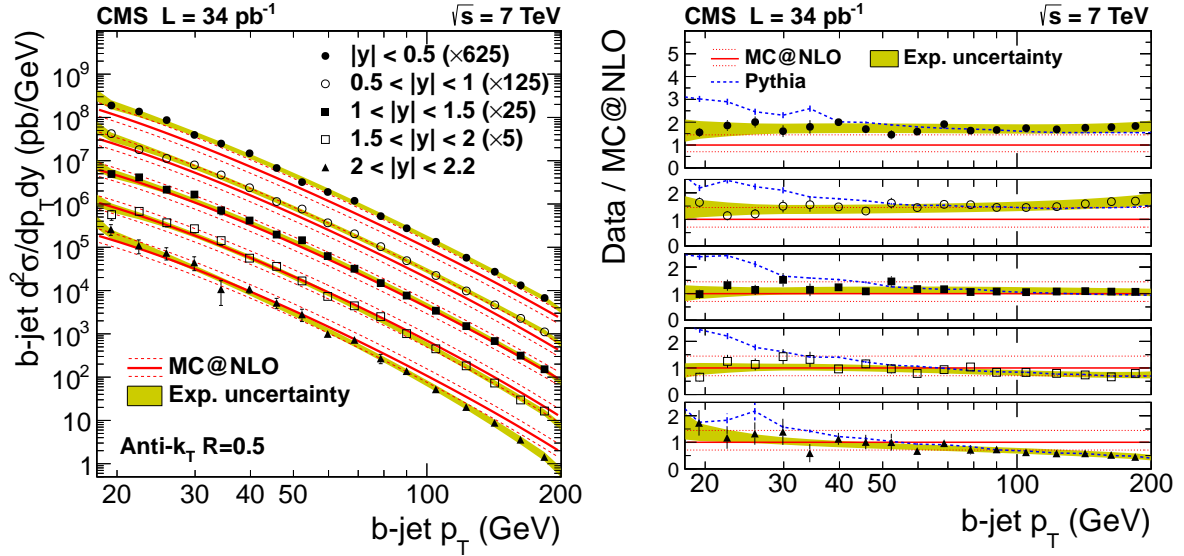 CMS L = 34 pb⁻¹ √s = 7 TeV
b-jet d²σ/dp_T dy (pb/GeV)
10⁹
10⁸
10⁷
10⁶
10⁵
10⁴
10³
10²
10
1
|y| < 0.5 (×625)
0.5 < |y| < 1 (×125)
1 < |y| < 1.5 (×25)
1.5 < |y| < 2 (×5)
2 < |y| < 2.2
MC@NLO
Exp. uncertainty
Anti-k_T R=0.5
20 30 40 50 100 200
b-jet p_T (GeV)
CMS L = 34 pb⁻¹ √s = 7 TeV
Data / MC@NLO
MC@NLO Exp. uncertainty
Pythia
6
5
4
3
2
1
0
2
1
0
2
1
0
2
1
0
2
1
0
20 30 40 50 100 200
b-jet p_T (GeV)